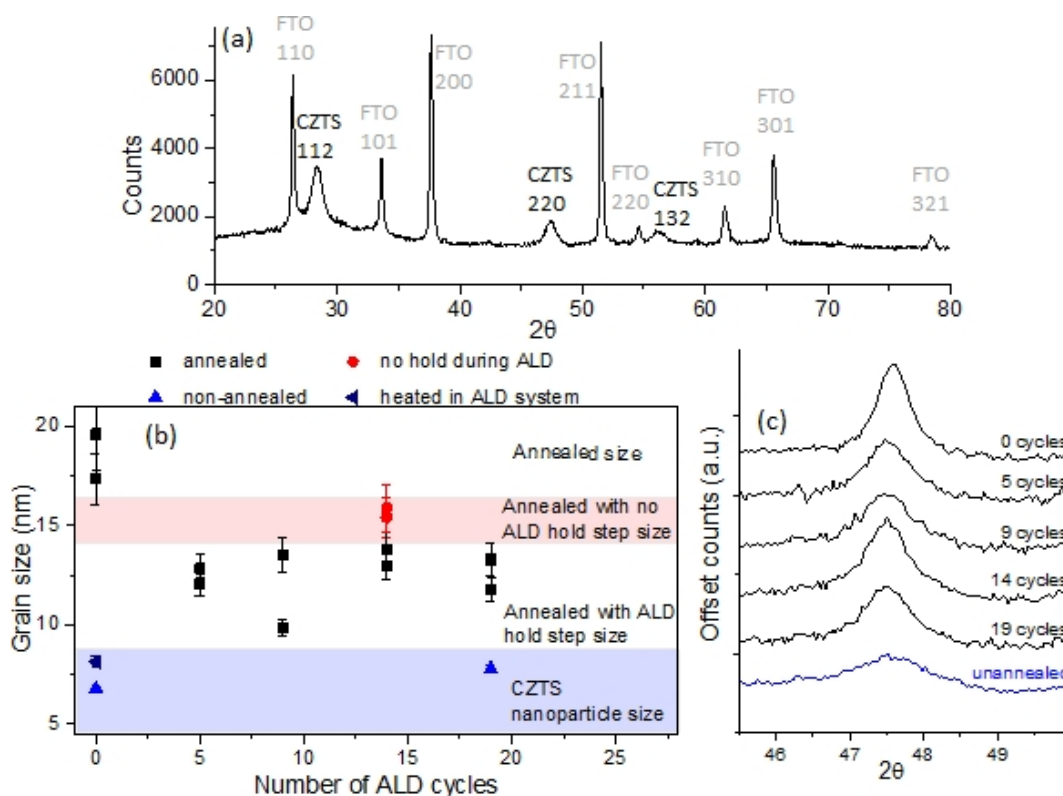 (a)
FTO
110
CZTS
112
FTO
101
FTO
200
CZTS
220
FTO
211
FTO
220
CZTS
132
FTO
310
FTO
301
FTO
321
Counts
6000
4000
2000
0
20 30 40 50 60 70 80
2θ
annealed
no hold during ALD
non-annealed
heated in ALD system
(b)
Grain size (nm)
20
15
10
5
Annealed size
Annealed with no
ALD hold step size
Annealed with ALD
hold step size
CZTS
nanoparticle size
0 5 10 15 20 25
Number of ALD cycles
(c)
Offset counts (a.u.)
0 cycles
5 cycles
9 cycles
14 cycles
19 cycles
unannealed
46 47 48 49
2θ